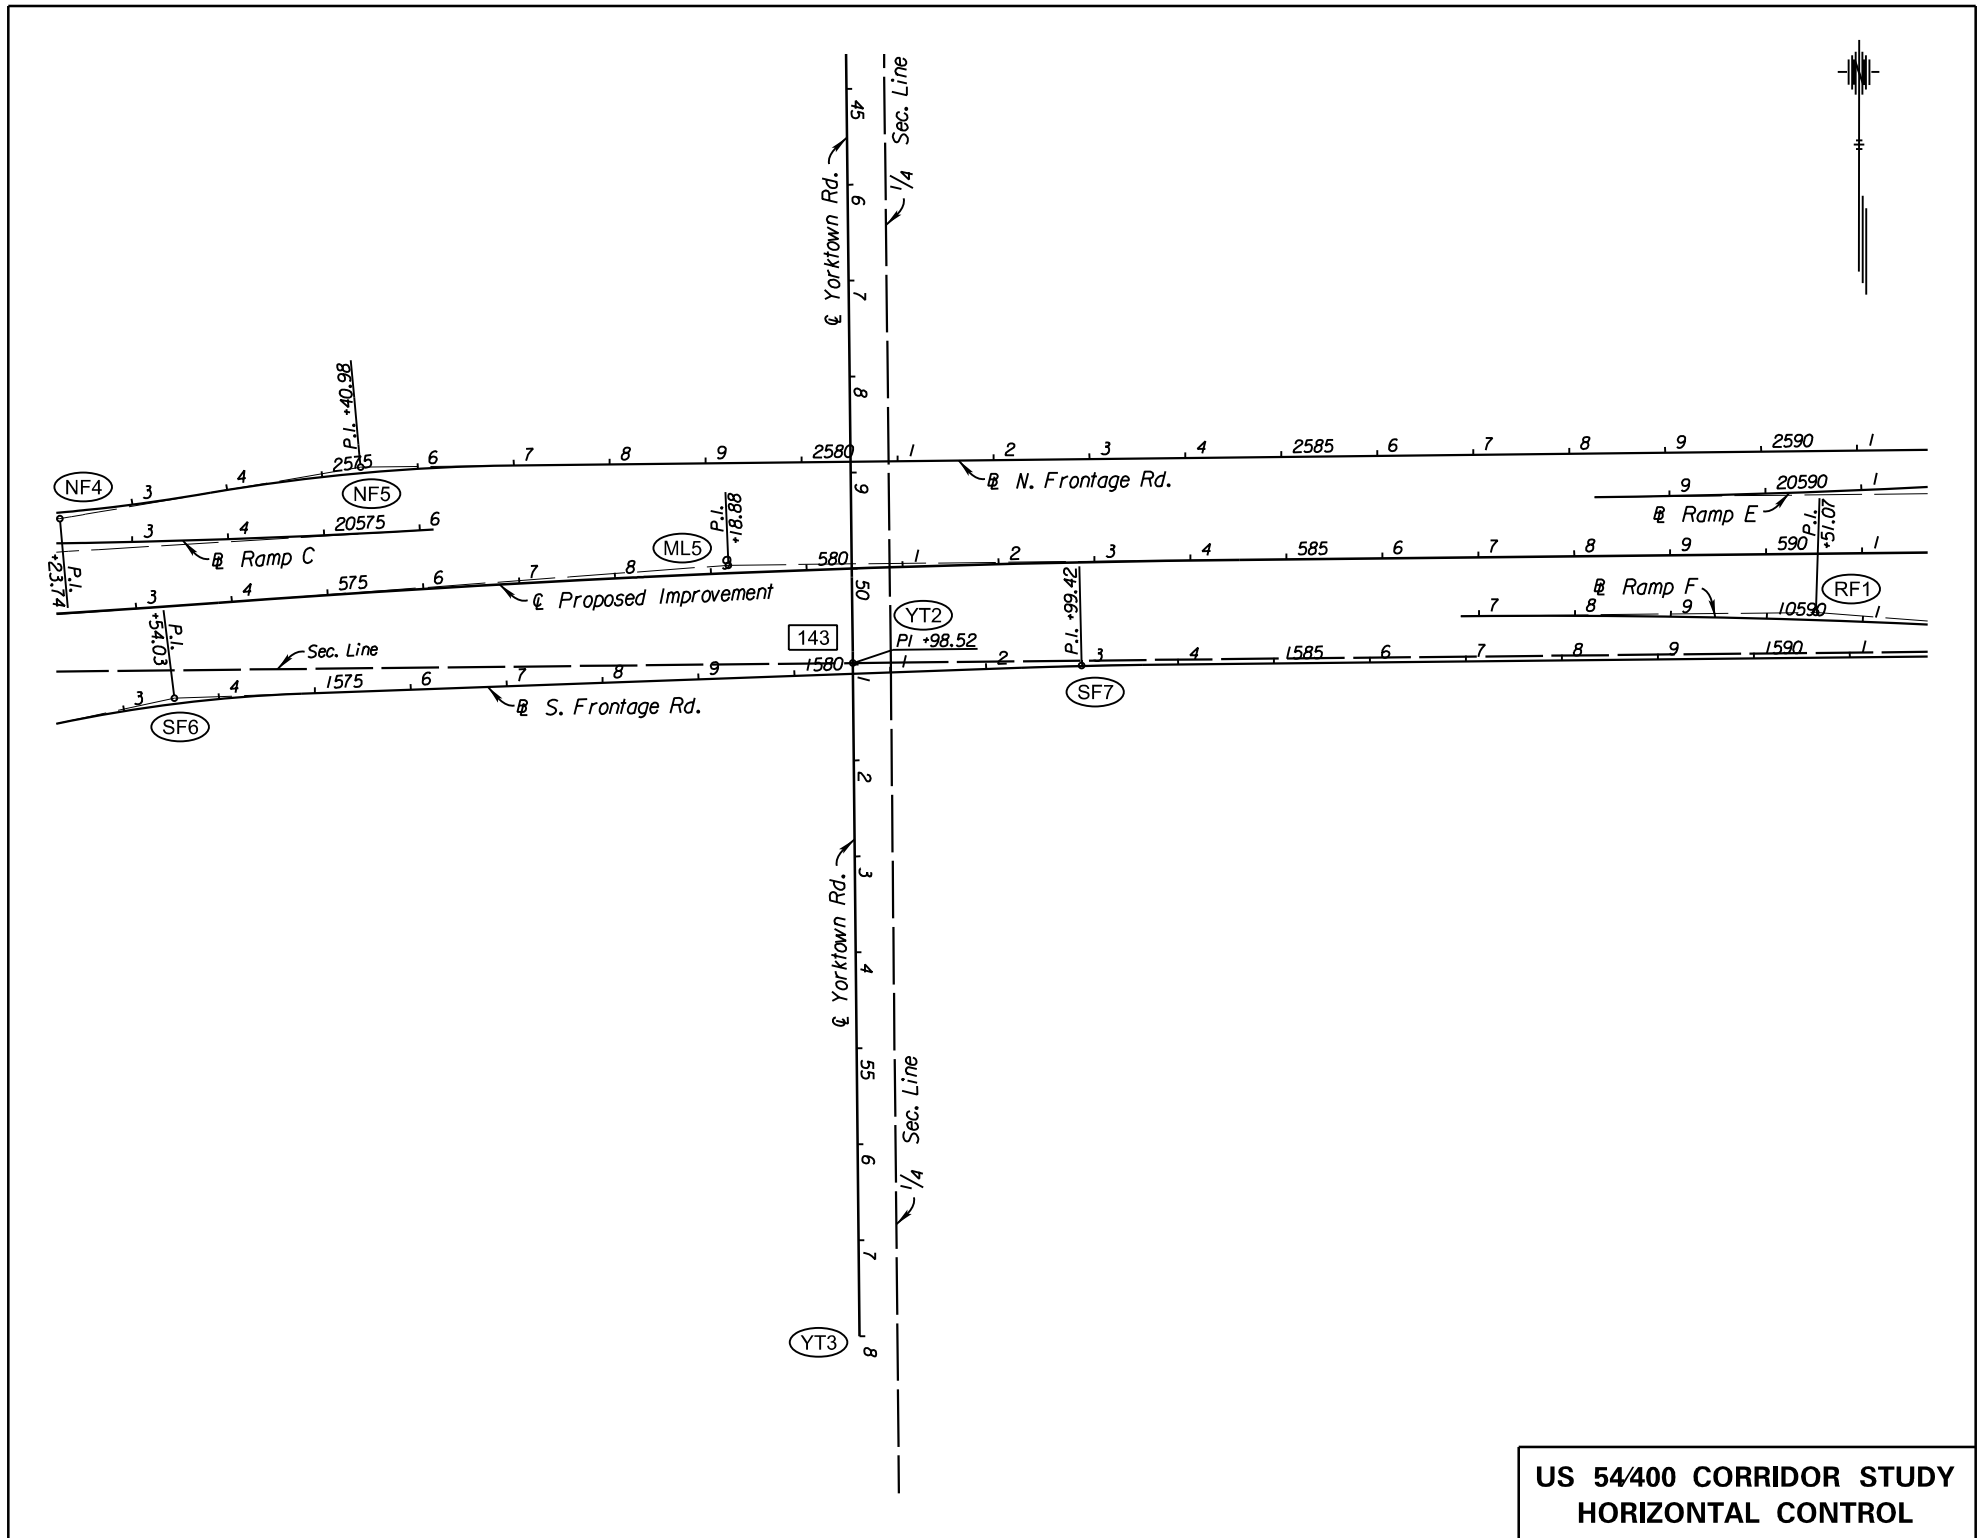 45
6
7
8
9
50
1
2
3
4
55
6
7
8
Yorktown Rd.
1/4 Sec. Line
P.I. +40.98
NF4
NF5
3 4 2575 6 7 8 9 2580 1 2 3 4 2585 6 7 8 9 2590 1
N. Frontage Rd.
3 4 20575 6
Ramp C
9 20590 1
Ramp E
P.I.
+23.74
P.I.
+18.88
ML5
P.I.
+51.07
3 4 575 6 7 8 9 580 1 2 3 4 585 6 7 8 9 590 1
Proposed Improvement
Ramp F
RF1
7 8 9 10590 1
P.I.
+54.03
143
YT2
PI +98.52
P.I. +99.42
Sec. Line
3 4 1575 6 7 8 9 1580 1 2 3 4 1585 6 7 8 9 1590 1
S. Frontage Rd.
SF6
SF7
Yorktown Rd.
1/4 Sec. Line
YT3
US 54/400 CORRIDOR STUDY
HORIZONTAL CONTROL